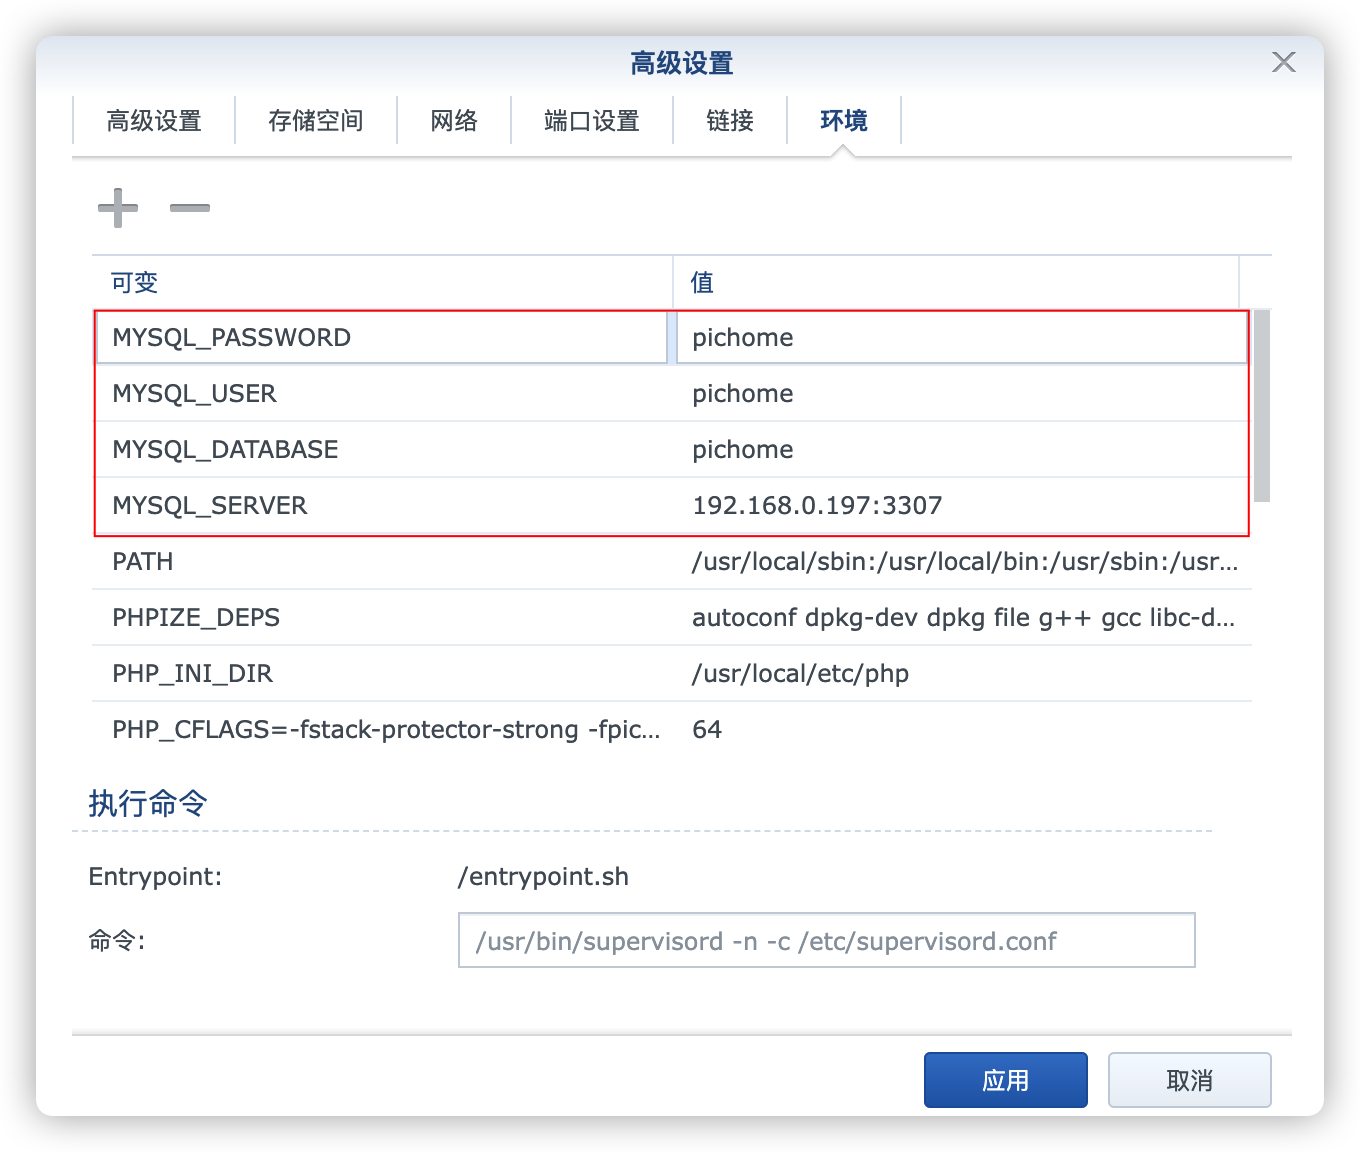 高级设置
高级设置 存储空间 网络 端口设置 链接 环境
可变 值
MYSQL_PASSWORD pichome
MYSQL_USER pichome
MYSQL_DATABASE pichome
MYSQL_SERVER 192.168.0.197:3307
PATH /usr/local/sbin:/usr/local/bin:/usr/sbin:/usr...
PHPIZE_DEPS autoconf dpkg-dev dpkg file g++ gcc libc-d...
PHP_INI_DIR /usr/local/etc/php
PHP_CFLAGS=-fstack-protector-strong -fpic... 64
执行命令
Entrypoint: /entrypoint.sh
命令: /usr/bin/supervisord -n -c /etc/supervisord.conf
应用 取消